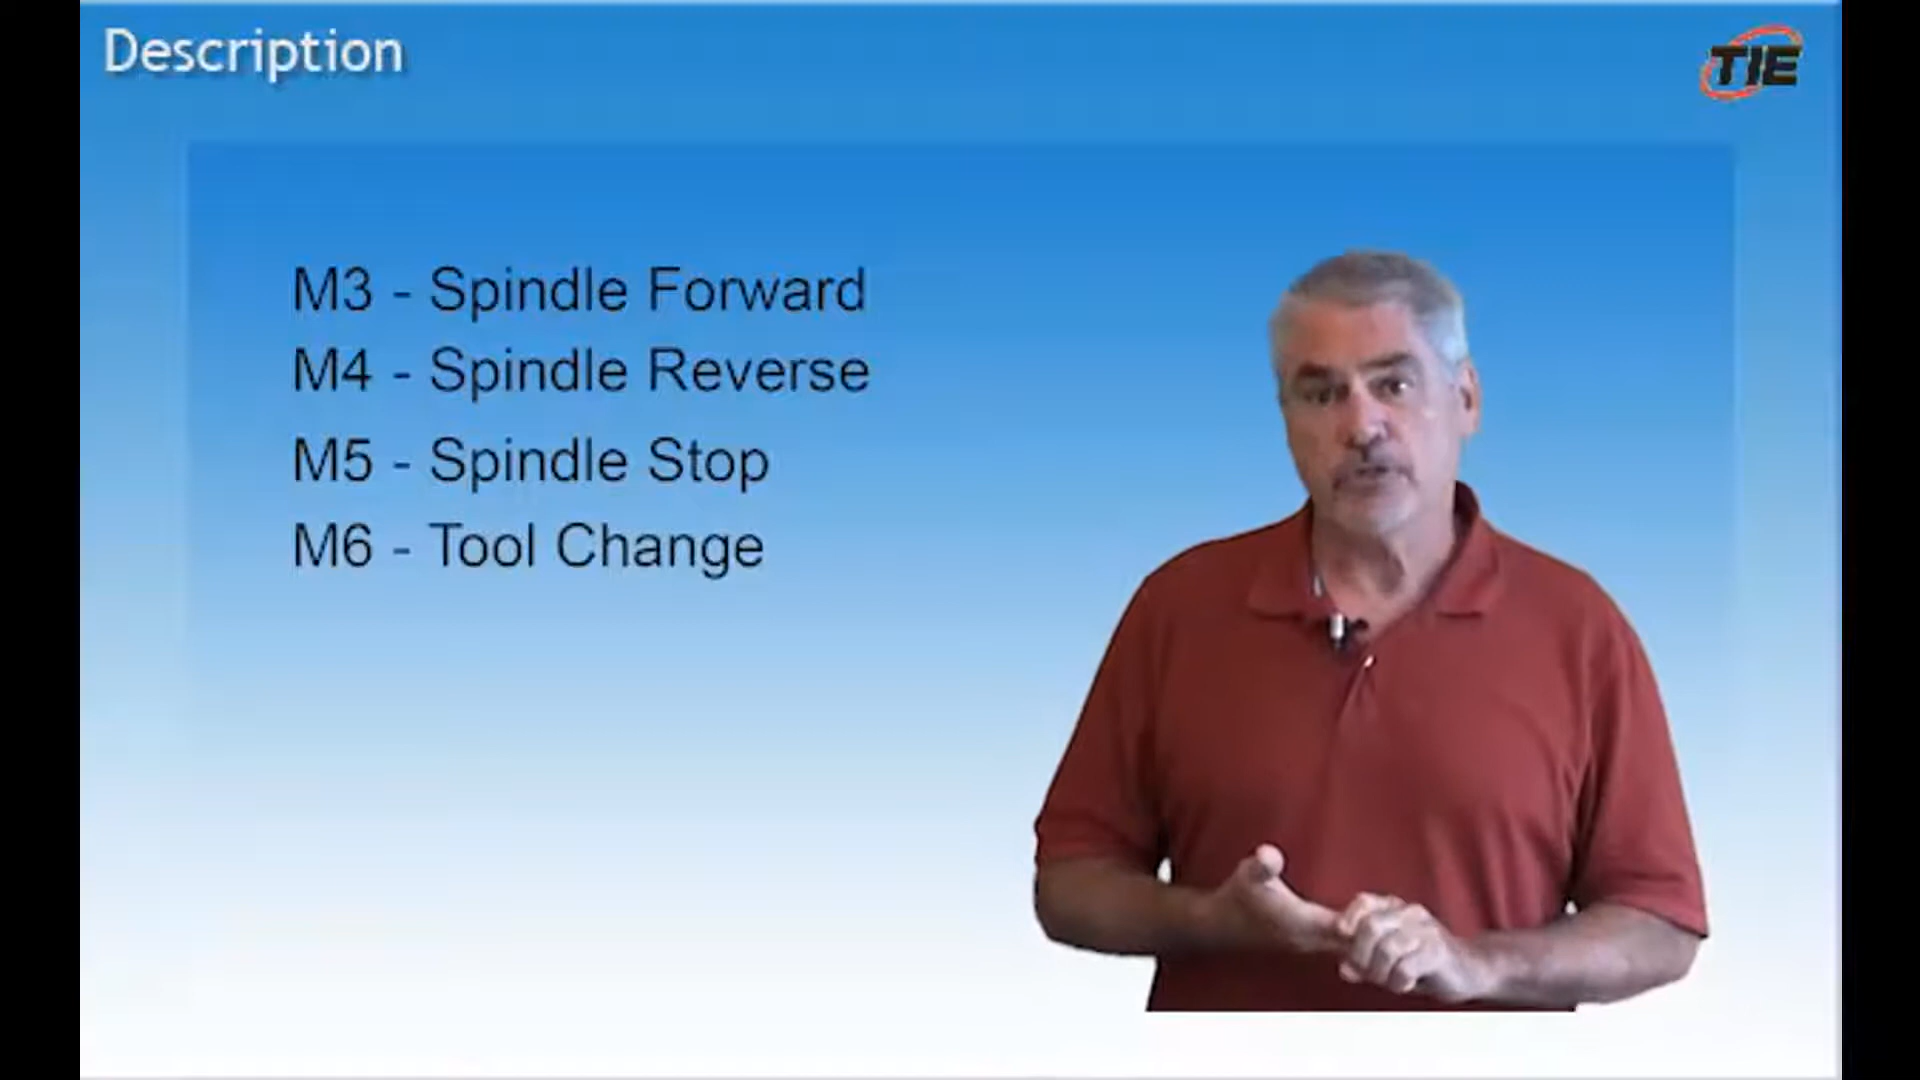 Description
TIE
M3 - Spindle Forward
M4 - Spindle Reverse
M5 - Spindle Stop
M6 - Tool Change